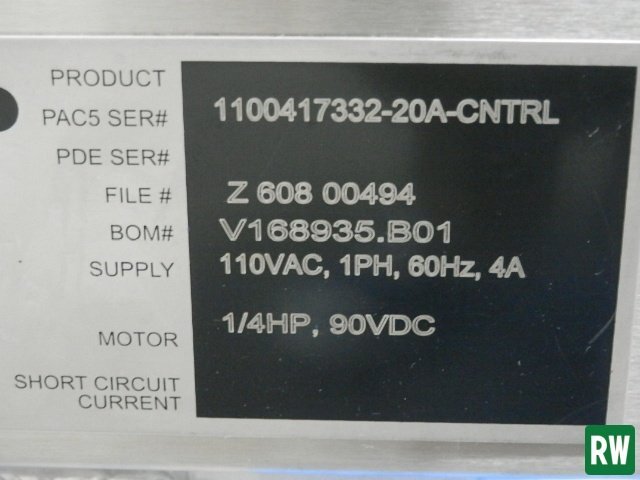 PRODUCT
PAC5 SER# 1100417332-20A-CNTRL
PDE SER#
FILE # Z 608 00494
BOM# V168935.B01
SUPPLY 110VAC, 1PH, 60Hz, 4A
MOTOR 1/4HP, 90VDC
SHORT CIRCUIT
CURRENT
RW